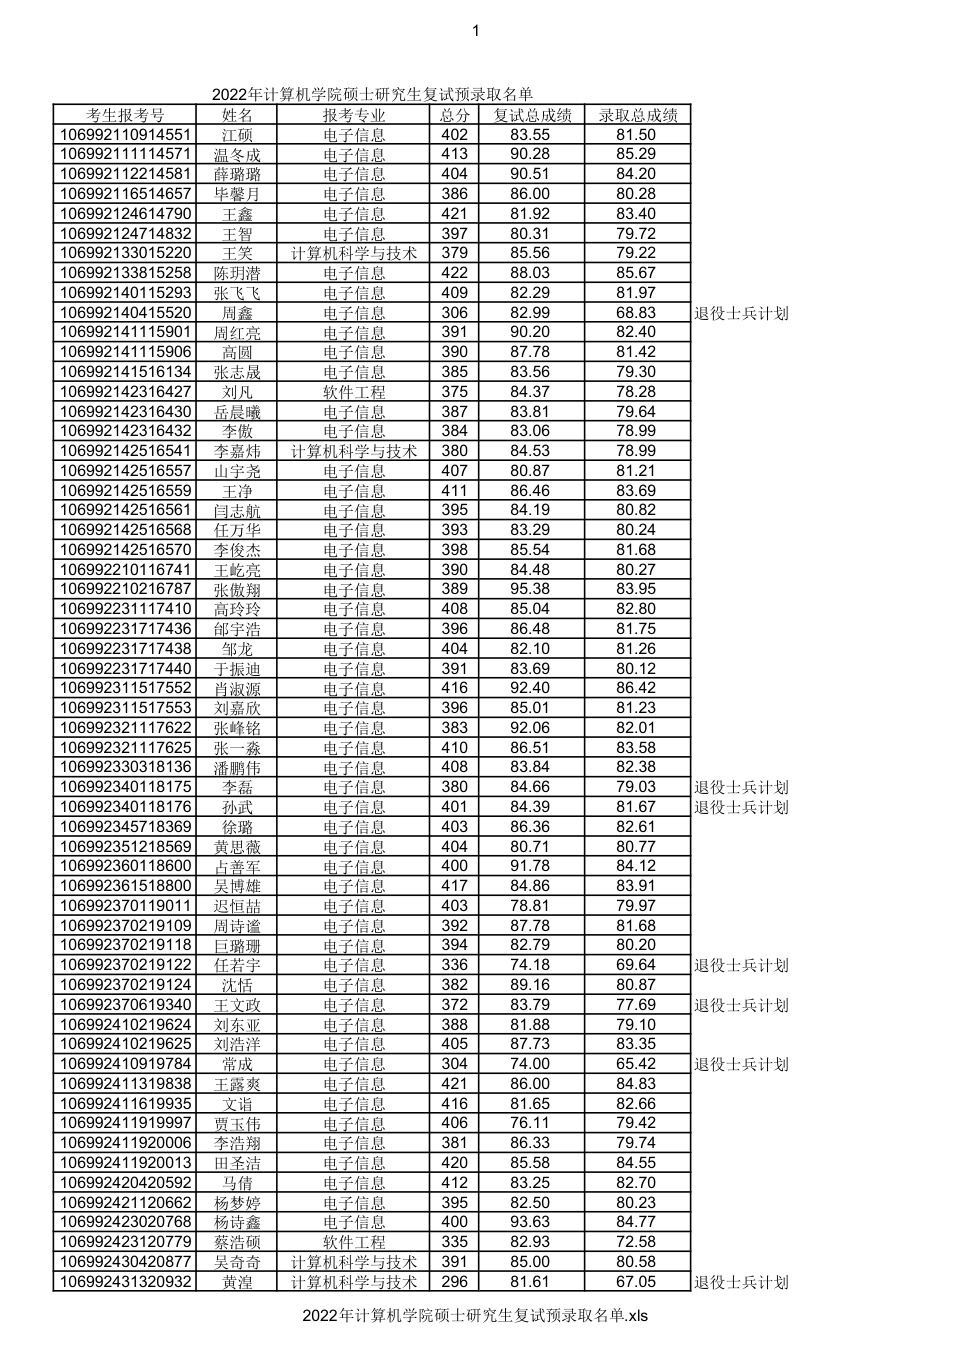 1
2022年计算机学院硕士研究生复试预录取名单
考生报考号 姓名 报考专业 总分 复试总成绩 录取总成绩
106992110914551 江硕 电子信息 402 83.55 81.50
106992111114571 温冬成 电子信息 413 90.28 85.29
106992112214581 薛璐璐 电子信息 404 90.51 84.20
106992116514657 毕馨月 电子信息 386 86.00 80.28
106992124614790 王鑫 电子信息 421 81.92 83.40
106992124714832 王智 电子信息 397 80.31 79.72
106992133015220 王笑 计算机科学与技术 379 85.56 79.22
106992133815258 陈玥潜 电子信息 422 88.03 85.67
106992140115293 张飞飞 电子信息 409 82.29 81.97
106992140415520 周鑫 电子信息 306 82.99 68.83 退役士兵计划
106992141115901 周红亮 电子信息 391 90.20 82.40
106992141115906 高圆 电子信息 390 87.78 81.42
106992141516134 张志晟 电子信息 385 83.56 79.30
106992142316427 刘凡 软件工程 375 84.37 78.28
106992142316430 岳晨曦 电子信息 387 83.81 79.64
106992142316432 李傲 电子信息 384 83.06 78.99
106992142516541 李嘉炜 计算机科学与技术 380 84.53 78.99
106992142516557 山宇尧 电子信息 407 80.87 81.21
106992142516559 王净 电子信息 411 86.46 83.69
106992142516561 闫志航 电子信息 395 84.19 80.82
106992142516568 任万华 电子信息 393 83.29 80.24
106992142516570 李俊杰 电子信息 398 85.54 81.68
106992210116741 王屹亮 电子信息 390 84.48 80.27
106992210216787 张傲翔 电子信息 389 95.38 83.95
106992231117410 高玲玲 电子信息 408 85.04 82.80
106992231717436 邰宇浩 电子信息 396 86.48 81.75
106992231717438 邹龙 电子信息 404 82.10 81.26
106992231717440 于振迪 电子信息 391 83.69 80.12
106992311517552 肖淑源 电子信息 416 92.40 86.42
106992311517553 刘嘉欣 电子信息 396 85.01 81.23
106992321117622 张峰铭 电子信息 383 92.06 82.01
106992321117625 张一淼 电子信息 410 86.51 83.58
106992330318136 潘鹏伟 电子信息 408 83.84 82.38
106992340118175 李磊 电子信息 380 84.66 79.03 退役士兵计划
106992340118176 孙武 电子信息 401 84.39 81.67 退役士兵计划
106992345718369 徐璐 电子信息 403 86.36 82.61
106992351218569 黄思薇 电子信息 404 80.71 80.77
106992360118600 占善军 电子信息 400 91.78 84.12
106992361518800 吴博雄 电子信息 417 84.86 83.91
106992370119011 迟恒喆 电子信息 403 78.81 79.97
106992370219109 周诗谧 电子信息 392 87.78 81.68
106992370219118 巨璐珊 电子信息 394 82.79 80.20
106992370219122 任若宇 电子信息 336 74.18 69.64 退役士兵计划
106992370219124 沈恬 电子信息 382 89.16 80.87
106992370619340 王文政 电子信息 372 83.79 77.69 退役士兵计划
106992410219624 刘东亚 电子信息 388 81.88 79.10
106992410219625 刘浩洋 电子信息 405 87.73 83.35
106992410919784 常成 电子信息 304 74.00 65.42 退役士兵计划
106992411319838 王露爽 电子信息 421 86.00 84.83
106992411619935 文诣 电子信息 416 81.65 82.66
106992411919997 贾玉伟 电子信息 406 76.11 79.42
106992411920006 李浩翔 电子信息 381 86.33 79.74
106992411920013 田圣洁 电子信息 420 85.58 84.55
106992420420592 马倩 电子信息 412 83.25 82.70
106992421120662 杨梦婷 电子信息 395 82.50 80.23
106992423020768 杨诗鑫 电子信息 400 93.63 84.77
106992423120779 蔡浩硕 软件工程 335 82.93 72.58
106992430420877 吴奇奇 计算机科学与技术 391 85.00 80.58
106992431320932 黄湟 计算机科学与技术 296 81.61 67.05 退役士兵计划
2022年计算机学院硕士研究生复试预录取名单.xls